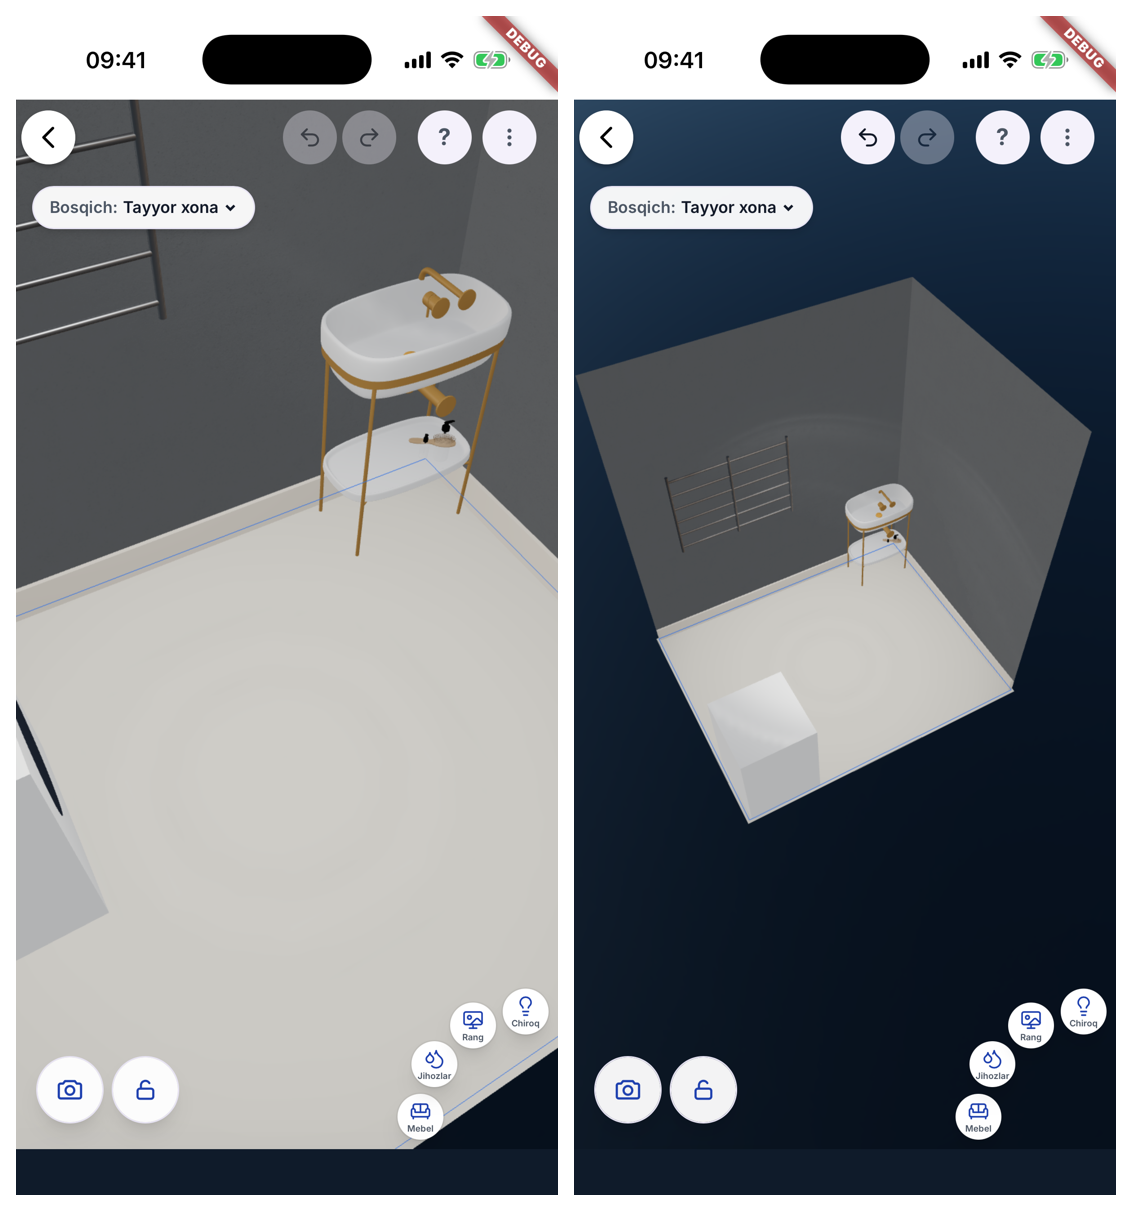 09:41
DEBUG
?
Bosqich: Tayyor xona
Chiroq
Rang
Jihozlar
Mebel
09:41
DEBUG
?
Bosqich: Tayyor xona
Chiroq
Rang
Jihozlar
Mebel